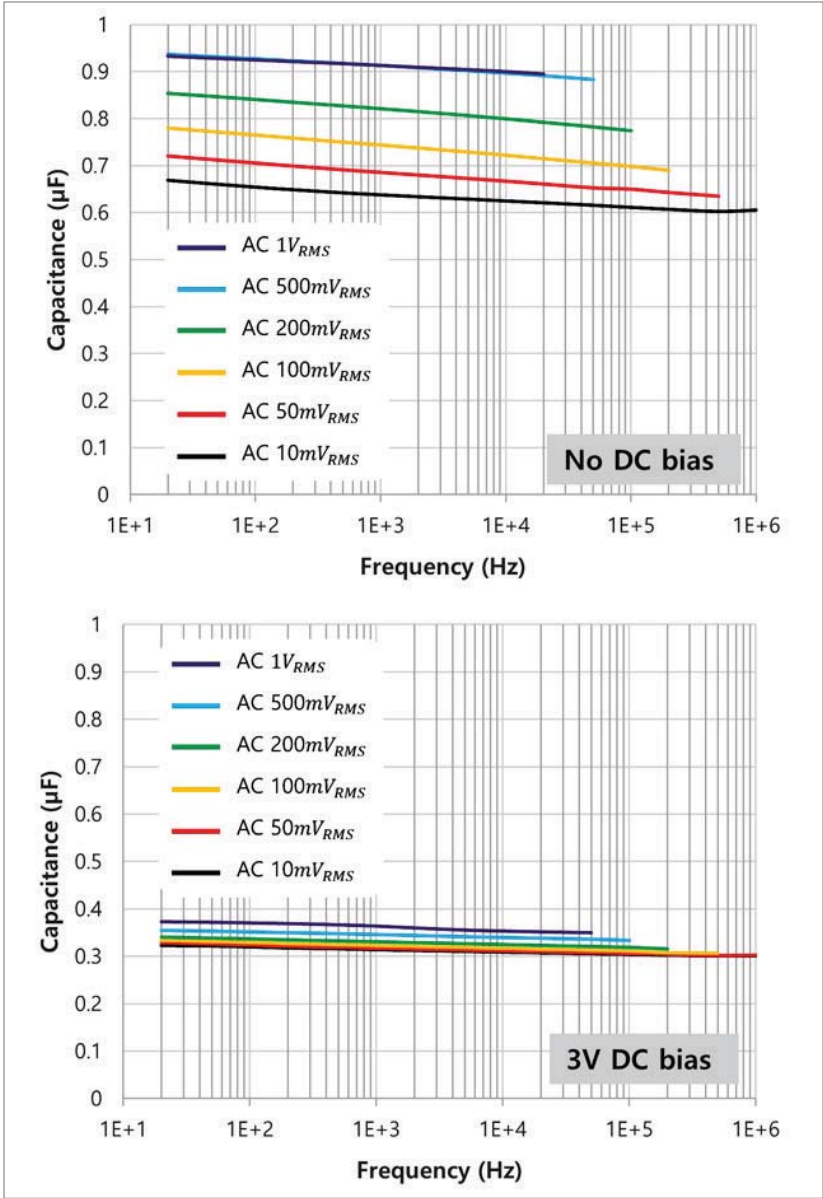 1
0.9
0.8
0.7
0.6
0.5
0.4
0.3
0.2
0.1
0
Capacitance (µF)
AC 1V_RMS
AC 500mV_RMS
AC 200mV_RMS
AC 100mV_RMS
AC 50mV_RMS
AC 10mV_RMS
No DC bias
1E+1 1E+2 1E+3 1E+4 1E+5 1E+6
Frequency (Hz)
1
0.9
0.8
0.7
0.6
0.5
0.4
0.3
0.2
0.1
0
Capacitance (µF)
AC 1V_RMS
AC 500mV_RMS
AC 200mV_RMS
AC 100mV_RMS
AC 50mV_RMS
AC 10mV_RMS
3V DC bias
1E+1 1E+2 1E+3 1E+4 1E+5 1E+6
Frequency (Hz)